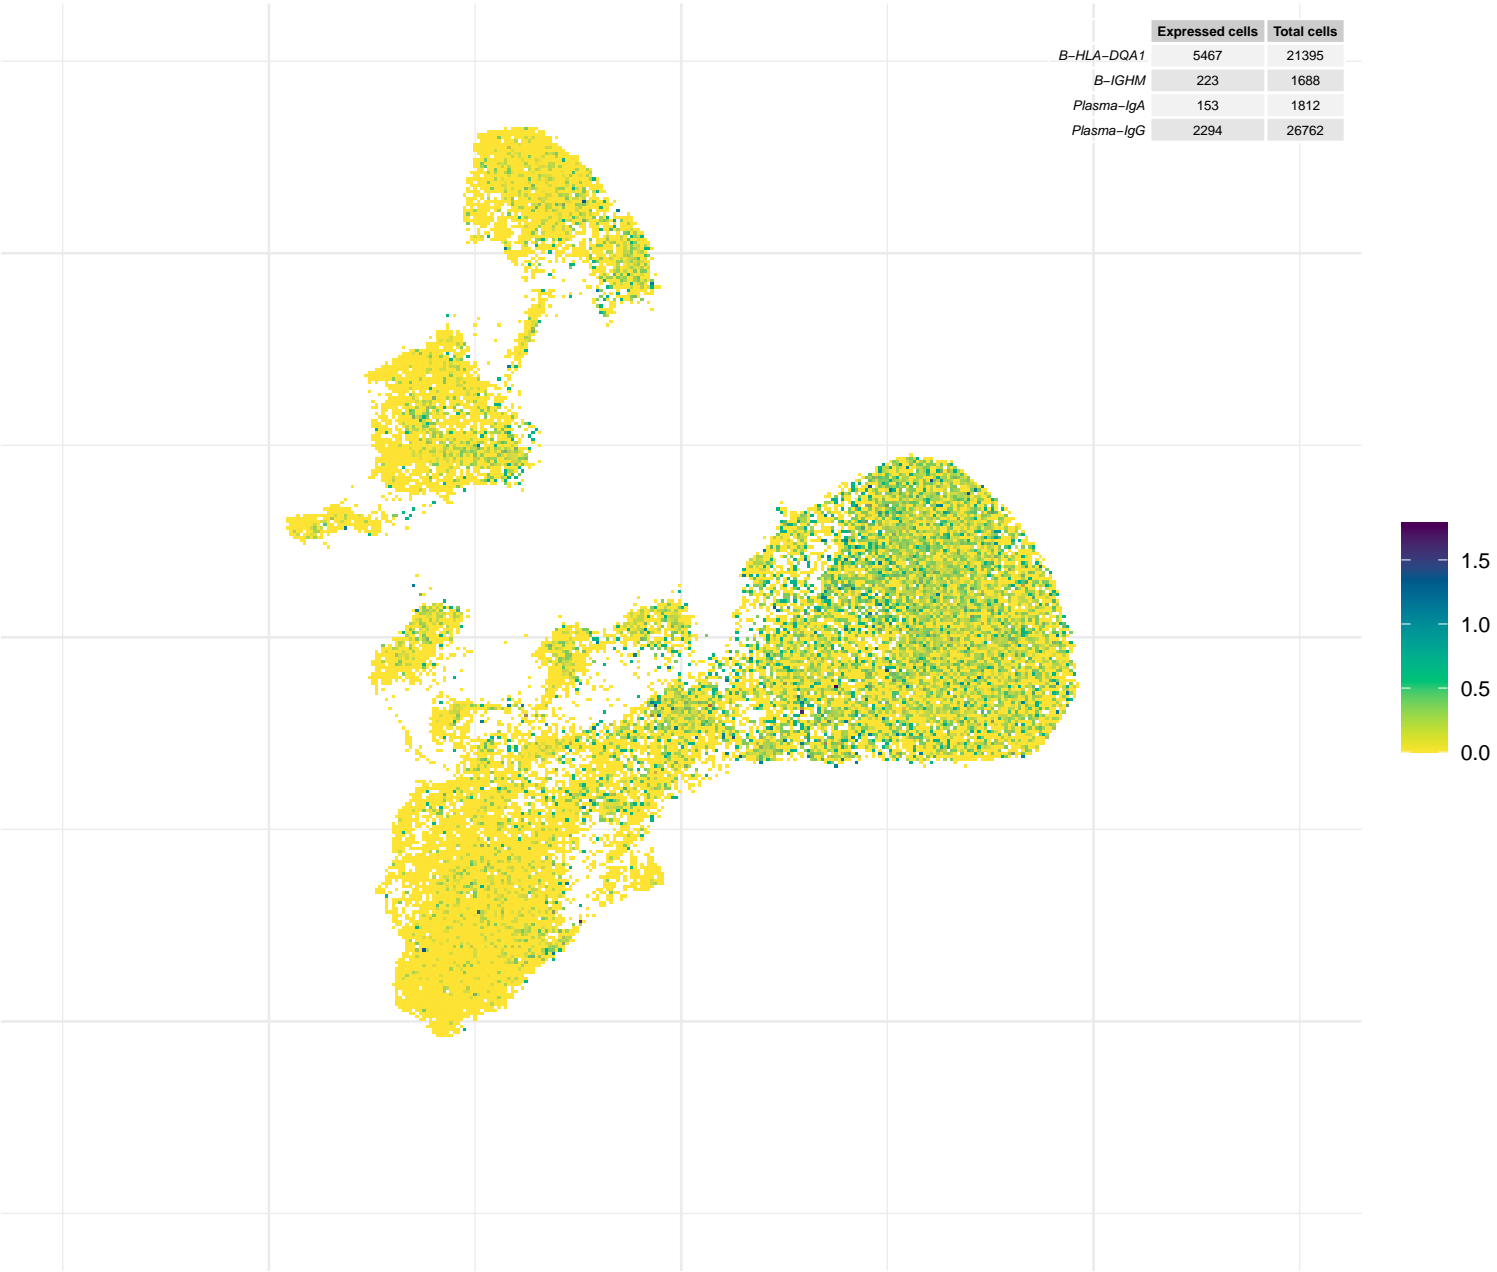 Expressed cells Total cells
B−HLA−DQA1 5467 21395
B−IGHM 223 1688
Plasma−IgA 153 1812
Plasma−IgG 2294 26762
1.5
1.0
0.5
0.0